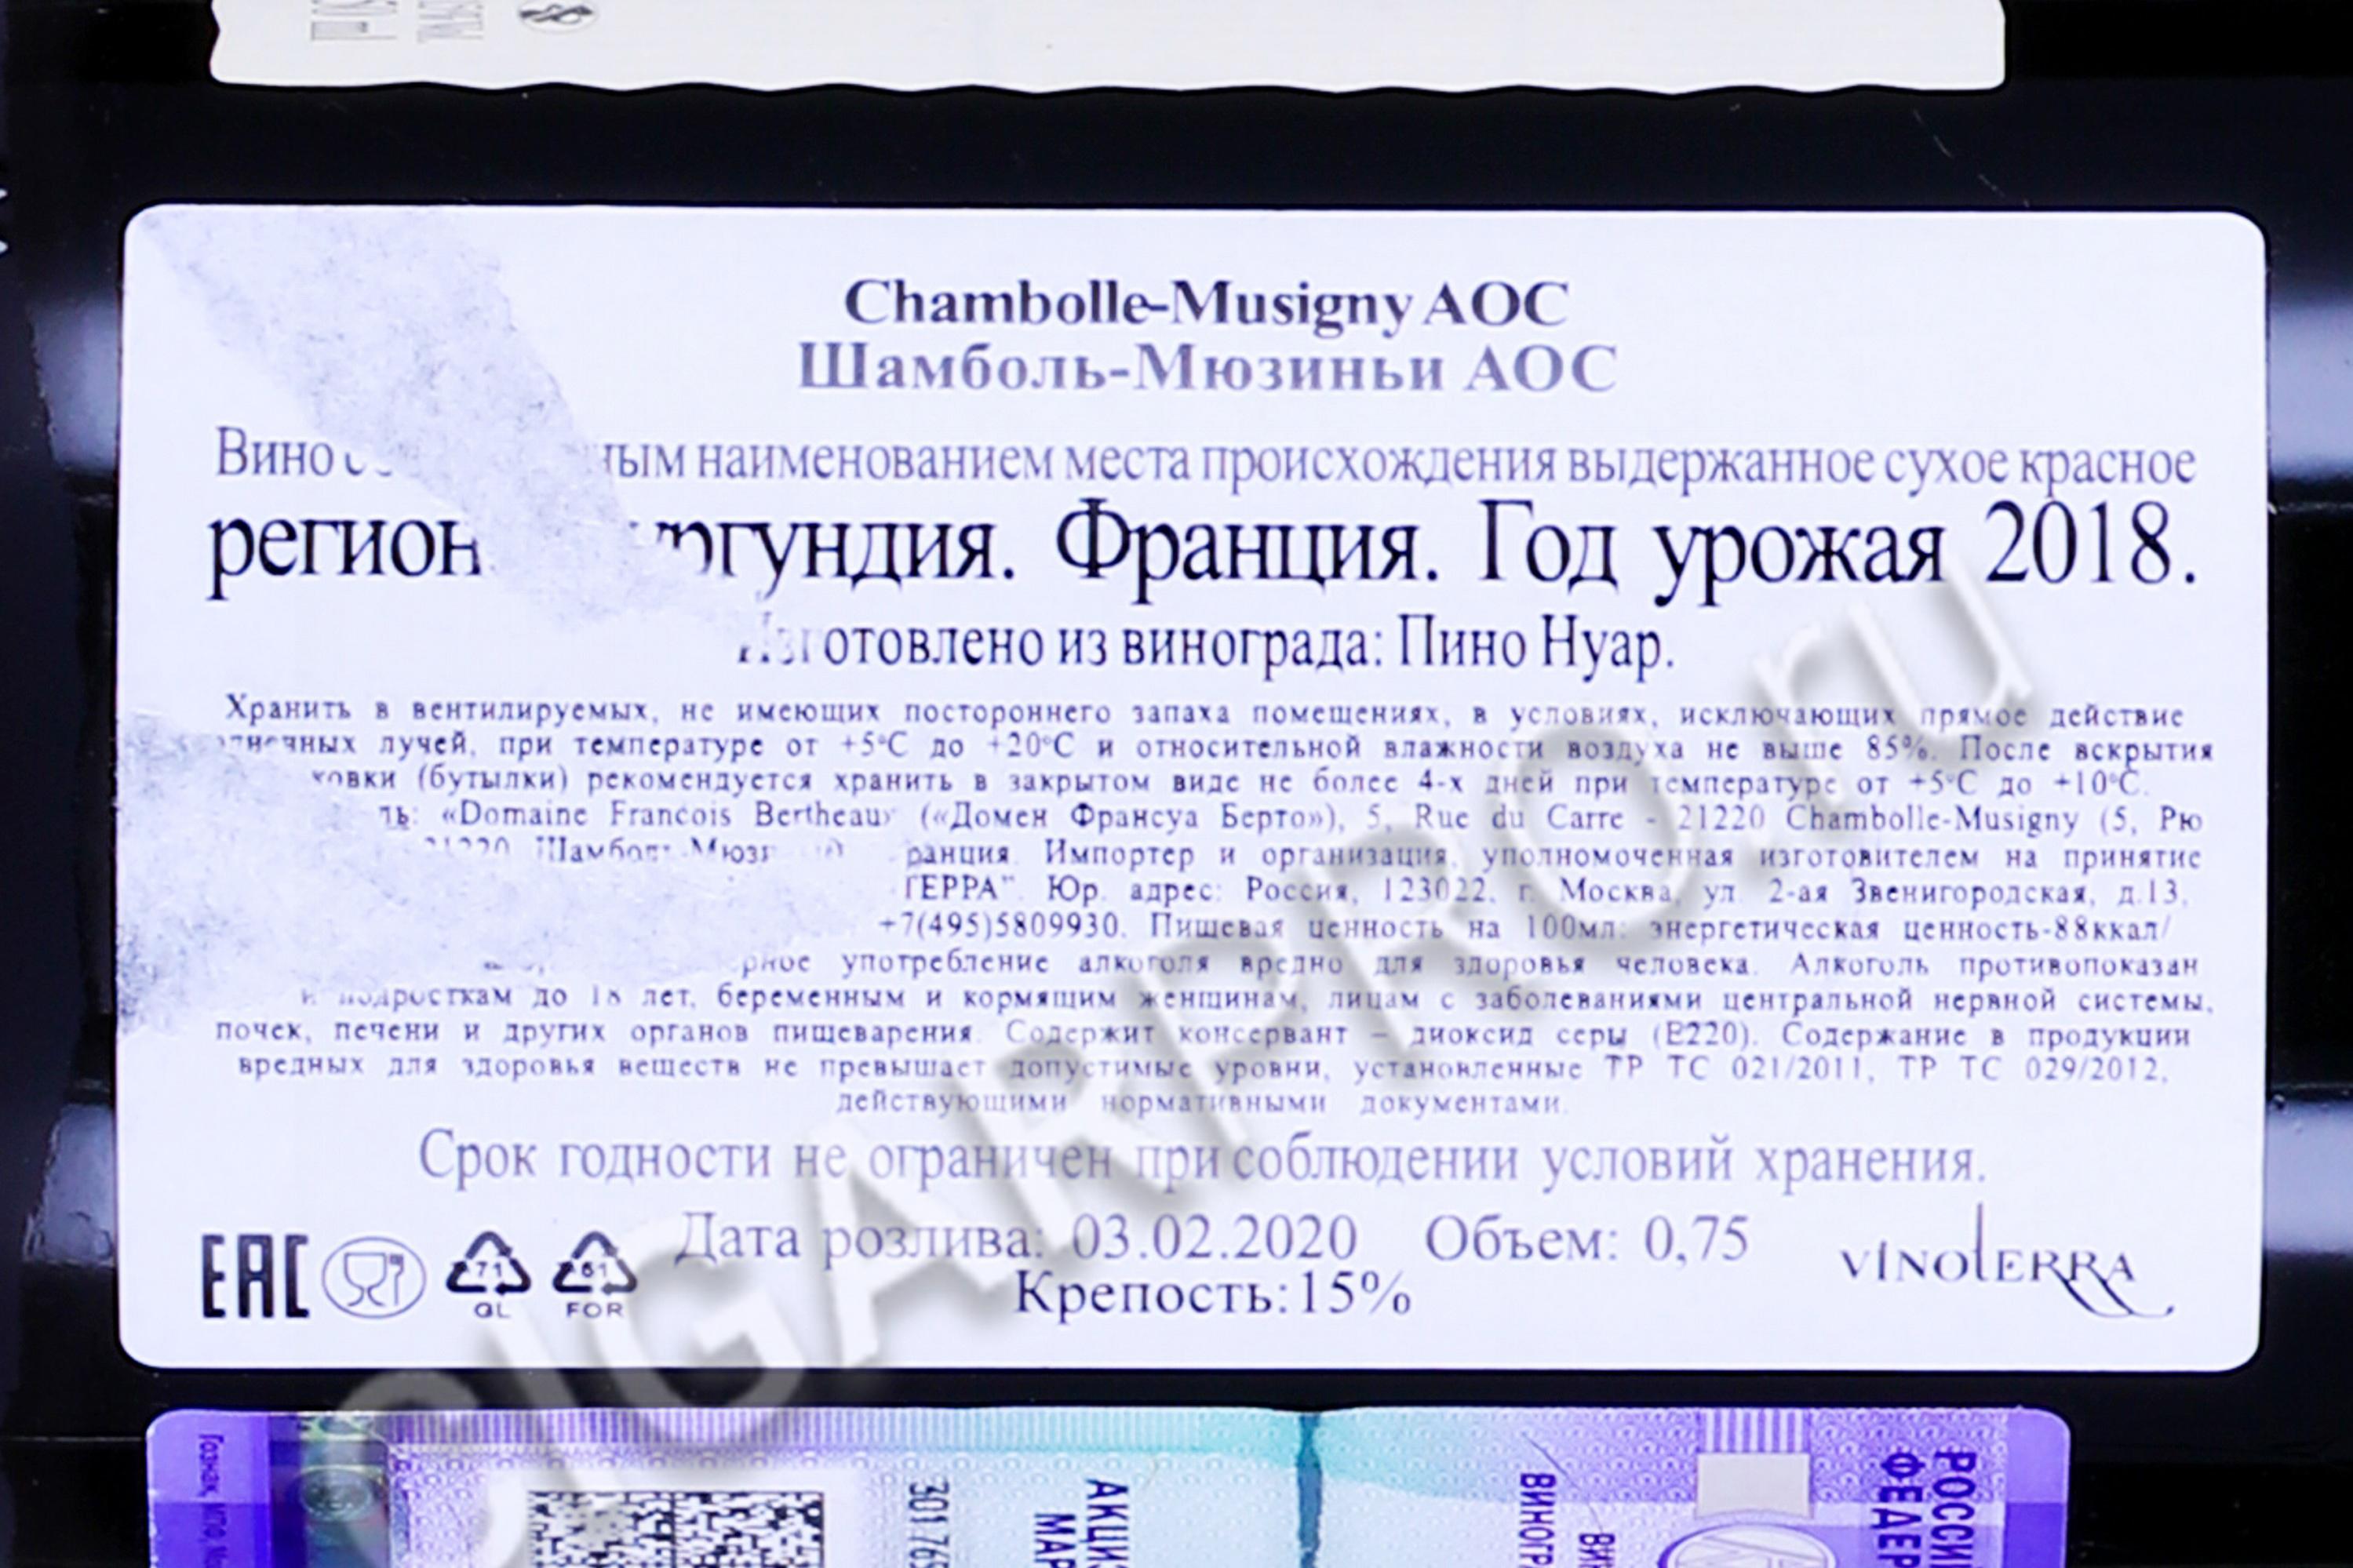 Chambolle-Musigny AOC
Шамболь-Мюзиньи АОС
Вино наименованием места происхождения выдержанное сухое красное
регион ургундия. Франция. Год урожая 2018.
Изготовлено из винограда: Пино Нуар.
Хранить в вентилируемых, не имеющих постороннего запаха помещениях, в условиях, исключающих прямое действие
лучей, при температуре от +5°С до +20°С и относительной влажности воздуха не выше 85%. После вскрытия
(бутылки) рекомендуется хранить в закрытом виде не более 4-х дней при температуре от +5°С до +10°С.
«Domaine Francois Bertheau» («Домен Франсуа Берто»), 5, Rue du Carre - 21220 Chambolle-Musigny (5, Рю
21220 Импортер и организация, уполномоченная изготовителем на принятие
ТЕРРА". Юр. адрес: Россия, 123022, г. Москва, ул. 2-ая Звенигородская, д.13,
+7(495)5809930. Пищевая ценность на 100мл: энергетическая ценность-88ккал/
употребление алкоголя вредно для здоровья человека. Алкоголь противопоказан
подросткам до 18 лет, беременным и кормящим женщинам, лицам с заболеваниями центральной нервной системы,
почек, печени и других органов пищеварения. Содержит консервант – диоксид серы (Е220). Содержание в продукции
вредных для здоровья веществ не превышает допустимые уровни, установленные ТР ТС 021/2011, ТР ТС 029/2012,
действующими нормативными документами.
Срок годности не ограничен при соблюдении условий хранения.
Дата розлива: 03.02.2020 Объем: 0,75
Крепость:15%
EAC
71
GL
FOR
VINOTERRA
CIGARPRO.ru